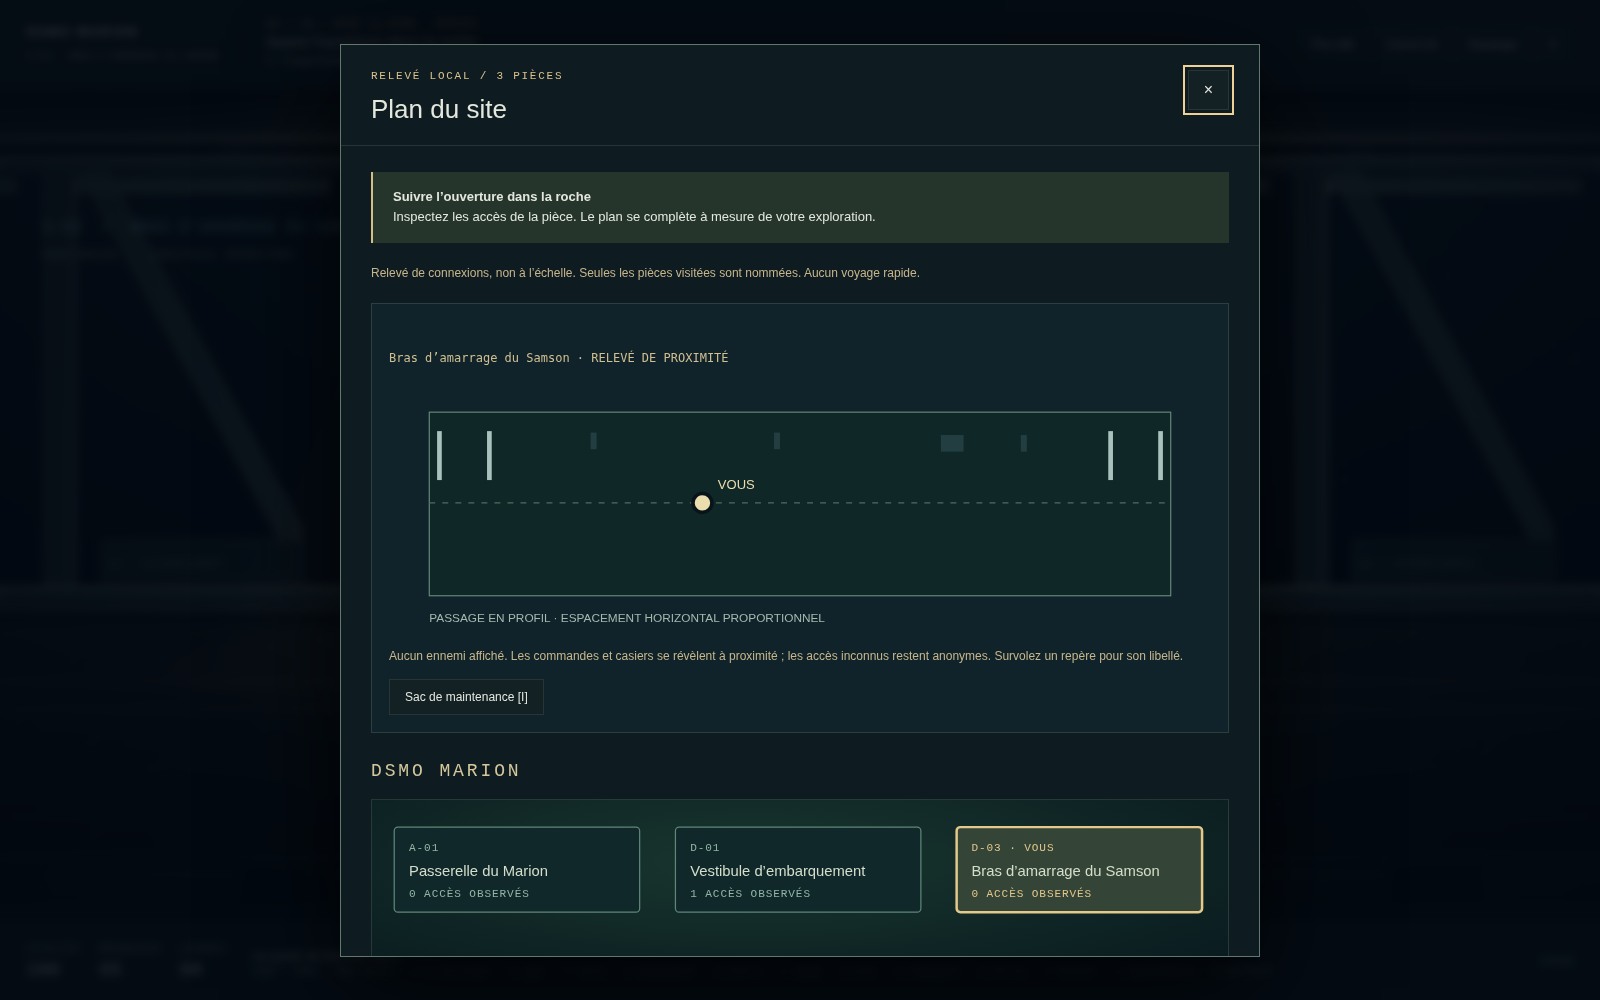 RELEVÉ LOCAL / 3 PIÈCES
Plan du site
×
Suivre l’ouverture dans la roche
Inspectez les accès de la pièce. Le plan se complète à mesure de votre exploration.
Relevé de connexions, non à l’échelle. Seules les pièces visitées sont nommées. Aucun voyage rapide.
Bras d’amarrage du Samson · RELEVÉ DE PROXIMITÉ
VOUS
PASSAGE EN PROFIL · ESPACEMENT HORIZONTAL PROPORTIONNEL
Aucun ennemi affiché. Les commandes et casiers se révèlent à proximité ; les accès inconnus restent anonymes. Survolez un repère pour son libellé.
Sac de maintenance [I]
DSMO MARION
A-01
Passerelle du Marion
0 ACCÈS OBSERVÉS
D-01
Vestibule d’embarquement
1 ACCÈS OBSERVÉS
D-03 · VOUS
Bras d’amarrage du Samson
0 ACCÈS OBSERVÉS